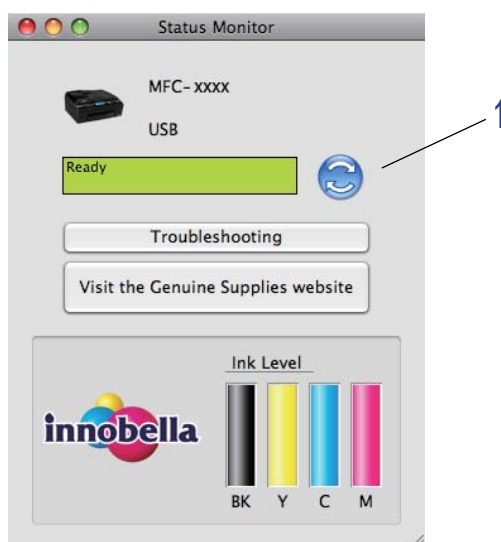 Status Monitor
MFC-xxxx
USB
1
Ready
Troubleshooting
Visit the Genuine Supplies website
Ink Level
innobella
BK Y C M